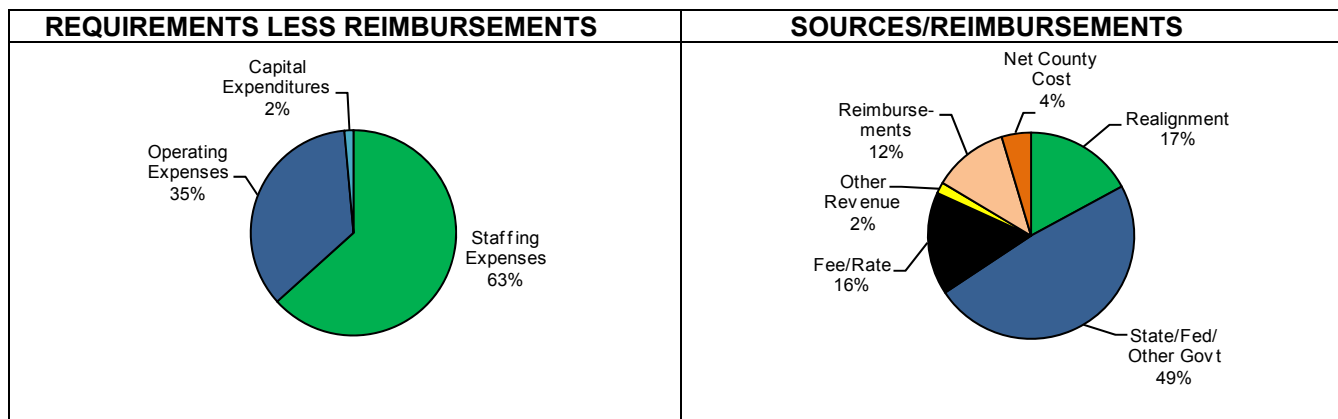 REQUIREMENTS LESS REIMBURSEMENTS
Capital
Expenditures
2%
Operating
Expenses
35%
Staffing
Expenses
63%
SOURCES/REIMBURSEMENTS
Net County
Cost
4%
Realignment
17%
Reimburse-
ments
12%
Other
Revenue
2%
Fee/Rate
16%
State/Fed/
Other Govt
49%